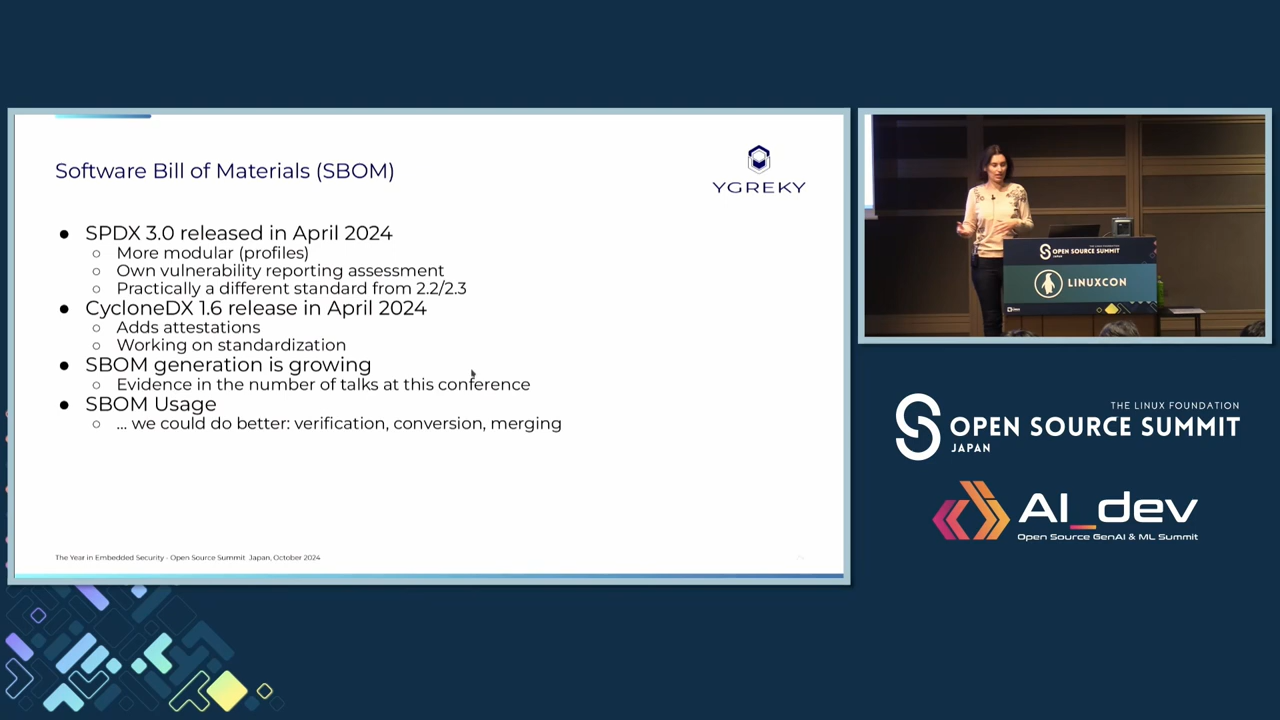 Software Bill of Materials (SBOM)
YGREKY
● SPDX 3.0 released in April 2024
○ More modular (profiles)
○ Own vulnerability reporting assessment
○ Practically a different standard from 2.2/2.3
● CycloneDX 1.6 release in April 2024
○ Adds attestations
○ Working on standardization
● SBOM generation is growing
○ Evidence in the number of talks at this conference
● SBOM Usage
○ ... we could do better: verification, conversion, merging
The Year in Embedded Security - Open Source Summit Japan, October 2024
OPEN SOURCE SUMMIT
JAPAN
LINUXCON
THE LINUX FOUNDATION
OPEN SOURCE SUMMIT
JAPAN
AI_dev
Open Source GenAI & ML Summit